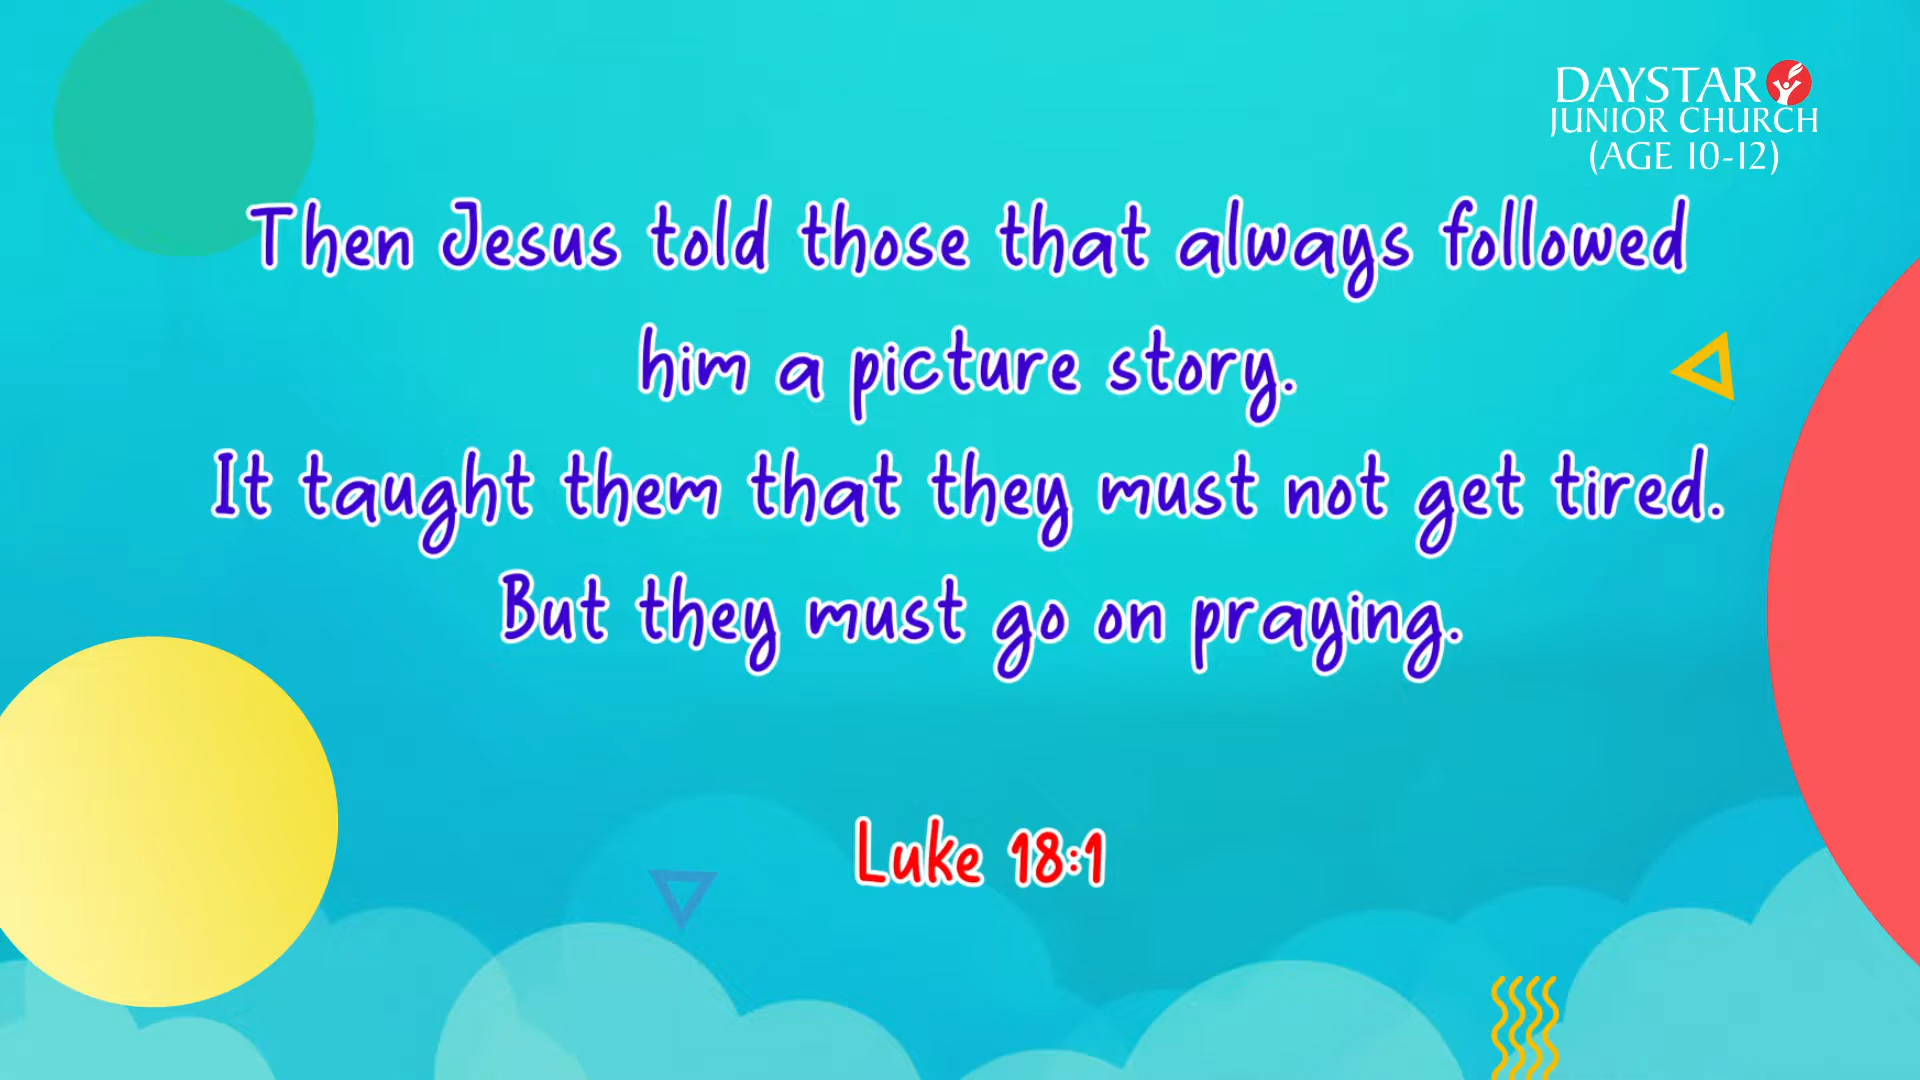 DAYSTAR
JUNIOR CHURCH
(AGE 10-12)
Then Jesus told those that always followed
him a picture story.
It taught them that they must not get tired.
But they must go on praying.
Luke 18:1